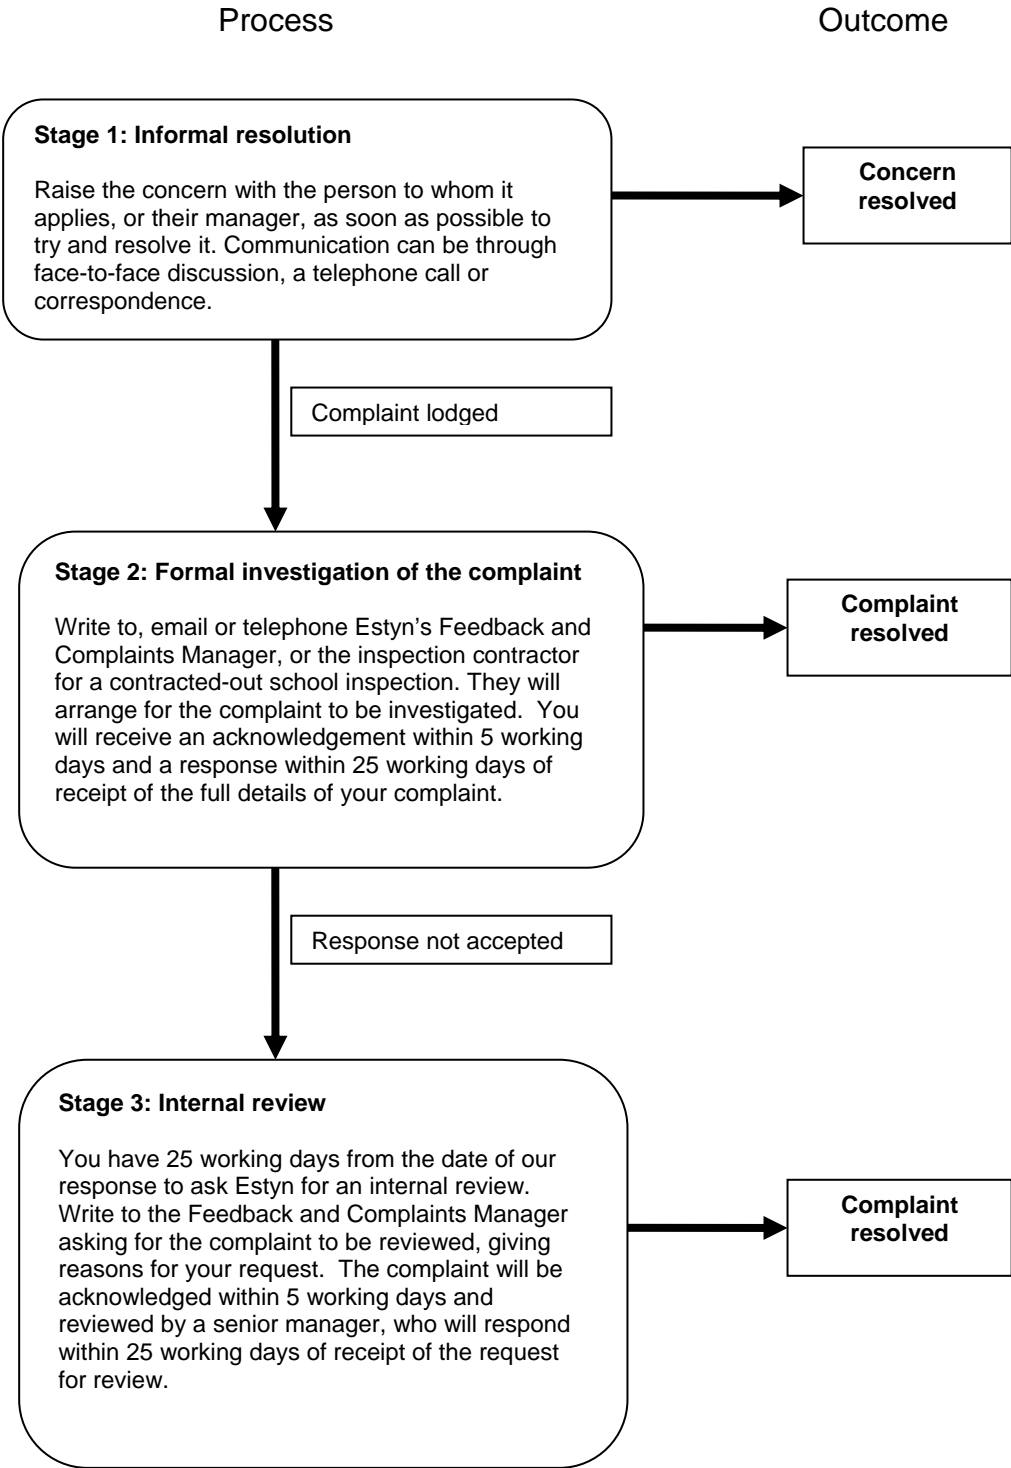 Process
Outcome
Stage 1: Informal resolution
Raise the concern with the person to whom it
applies, or their manager, as soon as possible to
try and resolve it. Communication can be through
face-to-face discussion, a telephone call or
correspondence.
Concern
resolved
Complaint lodged
Stage 2: Formal investigation of the complaint
Write to, email or telephone Estyn’s Feedback and
Complaints Manager, or the inspection contractor
for a contracted-out school inspection. They will
arrange for the complaint to be investigated.  You
will receive an acknowledgement within 5 working
days and a response within 25 working days of
receipt of the full details of your complaint.
Complaint
resolved
Response not accepted
Stage 3: Internal review
You have 25 working days from the date of our
response to ask Estyn for an internal review.
Write to the Feedback and Complaints Manager
asking for the complaint to be reviewed, giving
reasons for your request.  The complaint will be
acknowledged within 5 working days and
reviewed by a senior manager, who will respond
within 25 working days of receipt of the request
for review.
Complaint
resolved